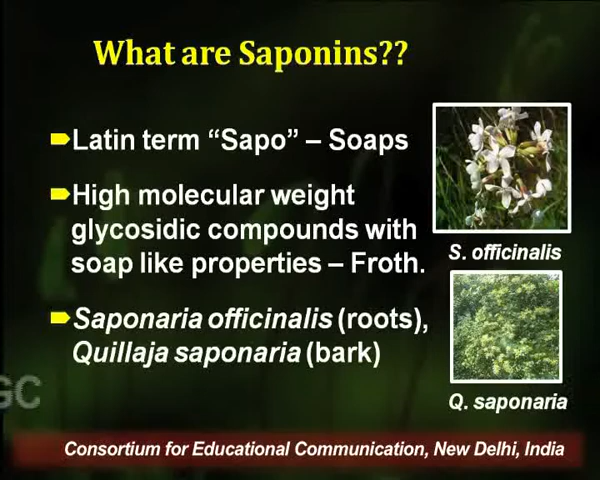 What are Saponins??
Latin term “Sapo” – Soaps
High molecular weight
glycosidic compounds with
soap like properties – Froth.
S. officinalis
Saponaria officinalis (roots),
Quillaja saponaria (bark)
Q. saponaria
GC
Consortium for Educational Communication, New Delhi, India